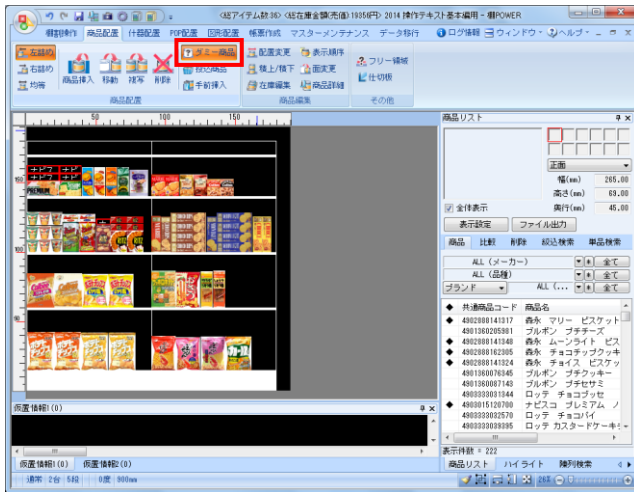 <総アイテム数:36> <総在庫金額(売価) 19356円> 2014 操作テキスト基本編用 - 棚POWER
棚割操作 商品配置 什器配置 POP配置 図形配置 帳票作成 マスターメンテナンス データ移行 ログ情報 ウィンドウ ヘルプ
左詰め 右詰め 均等 商品挿入 移動 複写 削除 ダミー商品 手前挿入
配置変更 表示順序 積上/積下 面変更 在庫編集 商品詳細
フリー領域 仕切板
商品配置 商品編集 その他
50 100 150
商品リスト
正面
幅(mm) 265.00
高さ(mm) 69.00
全体表示 奥行(mm) 45.00
表示設定 ファイル出力
商品 比較 削除 絞込検索 単品検索
ALL (メーカー) * 全て
ALL (品種) * 全て
ブランド ALL (... * 全て
◆ 共通商品コード 商品名
◆ 4902888141317 森永 マリー ビスケット
4901360205981 ブルボン プチチーズ
◆ 4902888141348 森永 ムーンライト ビス
◆ 4902888162305 森永 チョコチップクッキ
◆ 4902888141324 森永 チョイス ビスケッ
4901360076345 ブルボン プチクッキー
4901360087143 ブルボン プチセサミ
4903333031344 ロッテ チョコブッセ
◆ 4903015120700 ナビスコ プレミアム ノ
4903333032570 ロッテ チョコパイ
4903333039395 ロッテ カスタードケーキ
表示件数 = 222
商品リスト ハイライト 陳列検索
仮置情報1(0)
仮置情報1(0) 仮置情報2(0)
通常 2台 5段 0度 900mm
26%